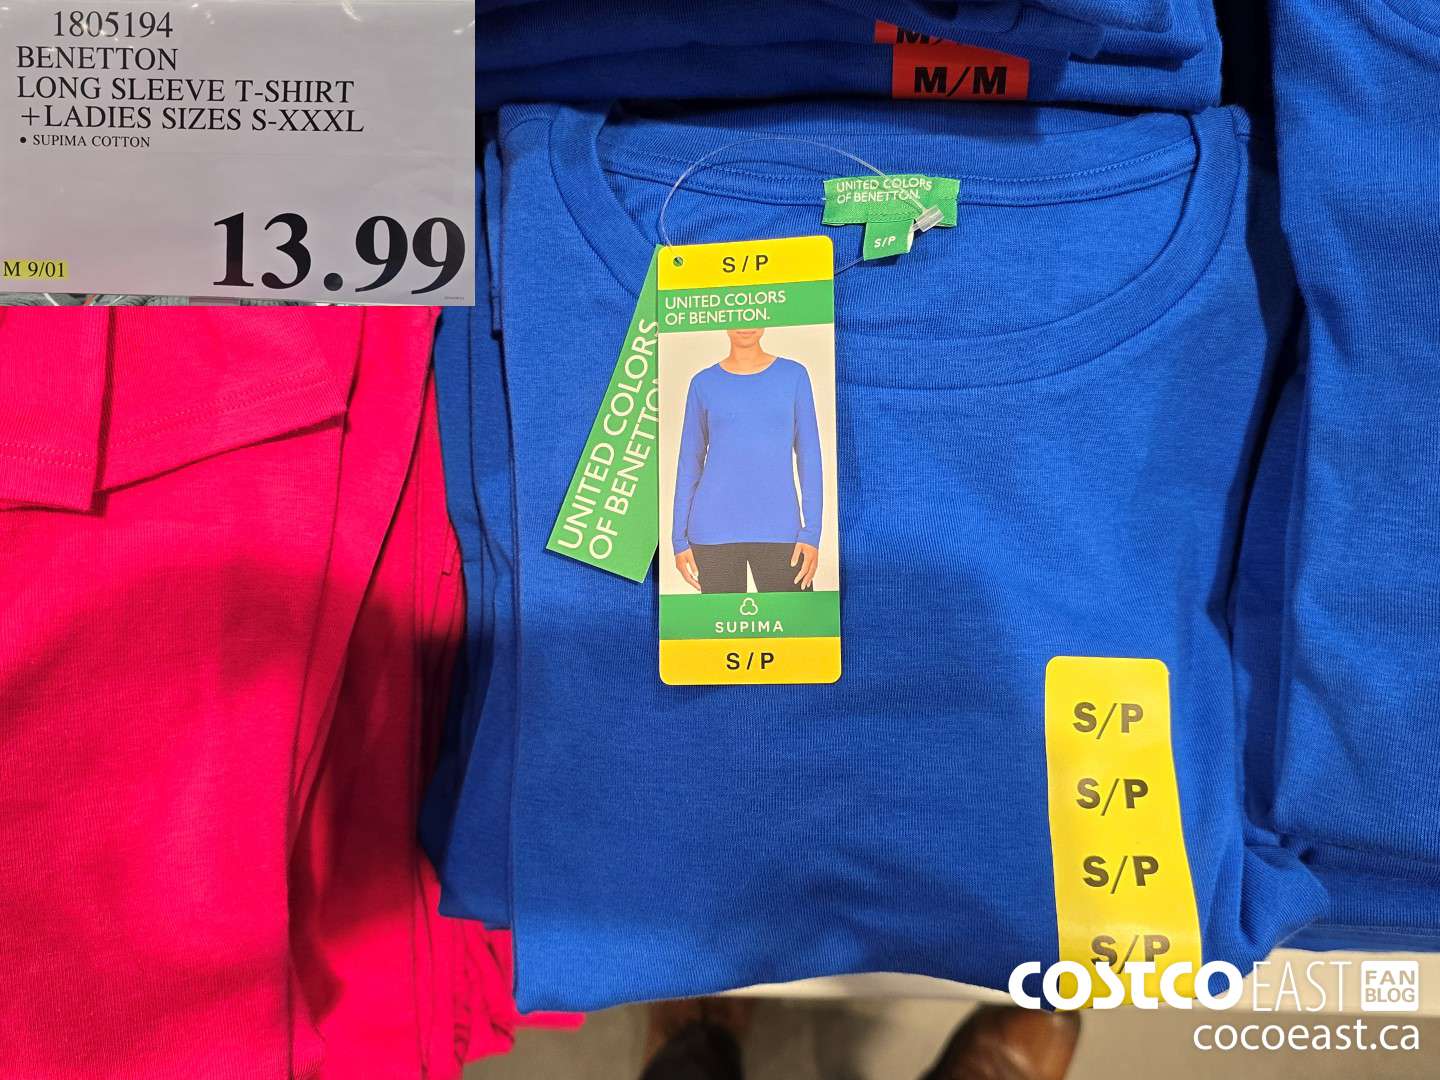 1805194
BENETTON
LONG SLEEVE T-SHIRT
+LADIES SIZES S-XXXL
• SUPIMA COTTON
13.99
M 9/01
M/M
UNITED COLORS
OF BENETTON.
S/P
S/P
UNITED COLORS
OF BENETTON.
SUPIMA
S/P
UNITED COLORS
OF BENETTON
S/P
S/P
S/P
S/P
COSTCO EAST FAN
BLOG
cocoeast.ca